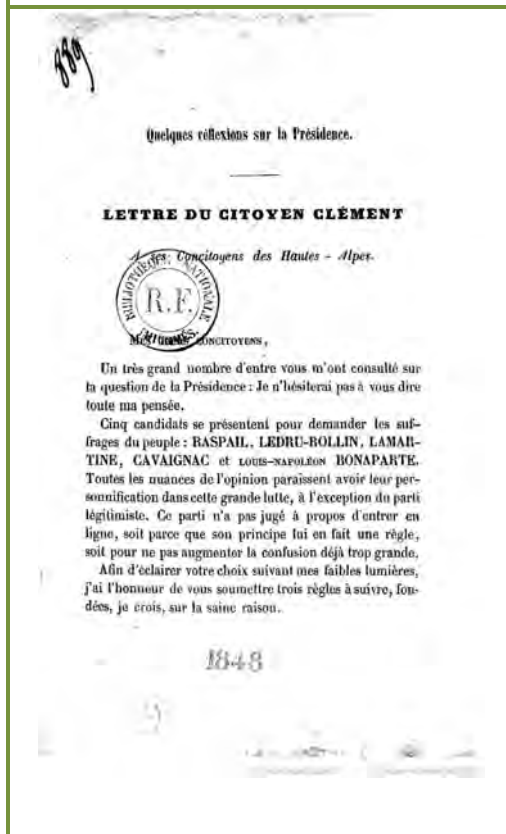 889
Quelques réflexions sur la Présidence.
LETTRE DU CITOYEN CLÉMENT
A ses Concitoyens des Hautes - Alpes.
BIBLIOTHÈQUE NATIONALE
R.F.
IMPRIMÉS.
MES CONCITOYENS,
Un très grand nombre d'entre vous m'ont consulté sur
la question de la Présidence : Je n'hésiterai pas à vous dire
toute ma pensée.
Cinq candidats se présentent pour demander les suf-
frages du peuple : RASPAIL, LEDRU-ROLLIN, LAMAR-
TINE, CAVAIGNAC et LOUIS-NAPOLÉON BONAPARTE.
Toutes les nuances de l'opinion paraissent avoir leur per-
sonnification dans cette grande lutte, à l'exception du parti
légitimiste. Ce parti n'a pas jugé à propos d'entrer en
ligne, soit parce que son principe lui en fait une règle,
soit pour ne pas augmenter la confusion déjà trop grande.
Afin d'éclairer votre choix suivant mes faibles lumières,
j'ai l'honneur de vous soumettre trois règles à suivre, fon-
dées, je crois, sur la saine raison.
1848